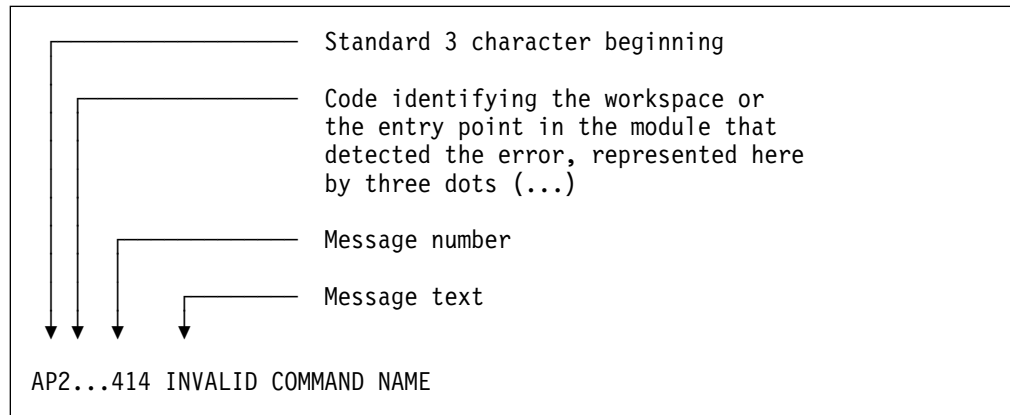 Standard 3 character beginning
Code identifying the workspace or
the entry point in the module that
detected the error, represented here
by three dots (...)
Message number
Message text
AP2...414 INVALID COMMAND NAME